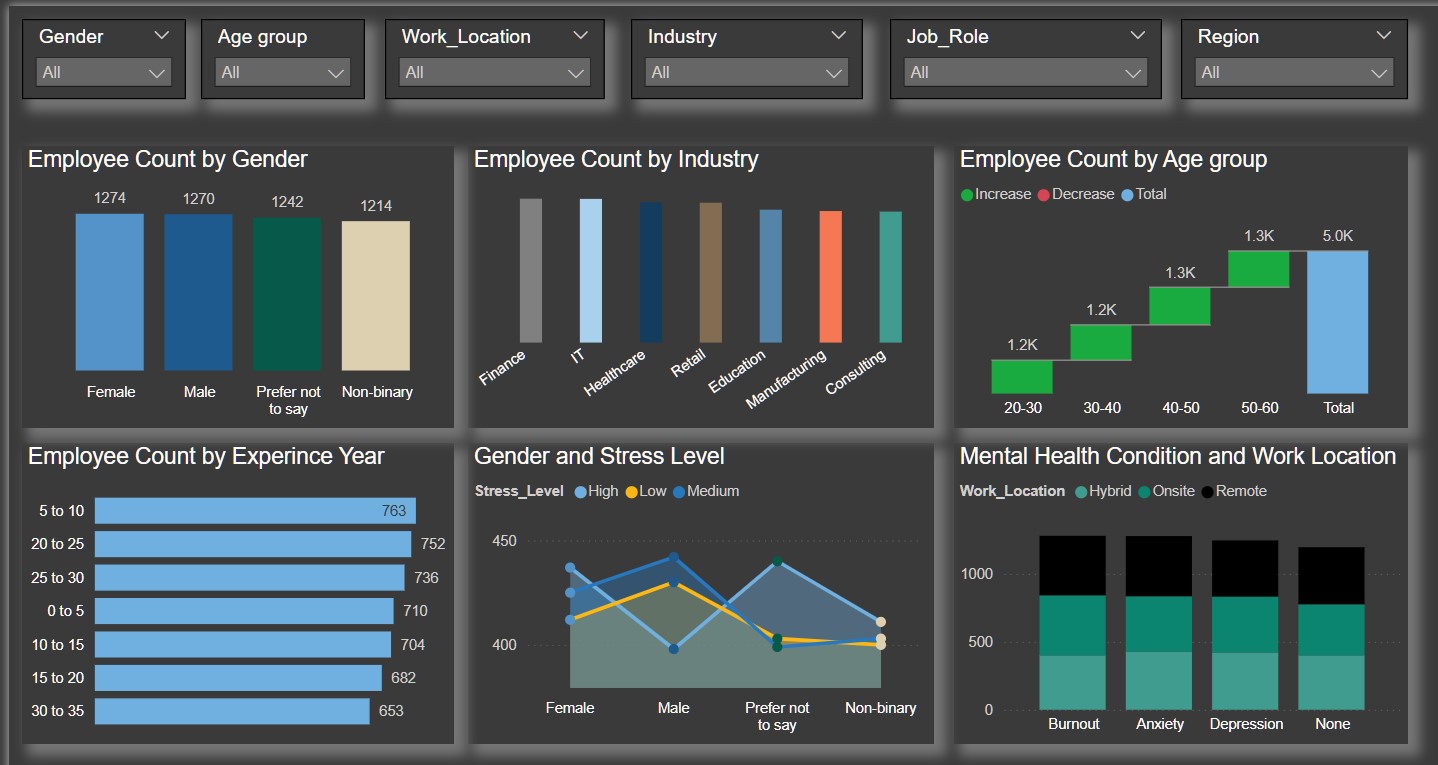 Gender
All
Age group
All
Work_Location
All
Industry
All
Job_Role
All
Region
All
Employee Count by Gender
1274
1270
1242
1214
Female
Male
Prefer not
to say
Non-binary
Employee Count by Industry
Finance
IT
Healthcare
Retail
Education
Manufacturing
Consulting
Employee Count by Age group
Increase Decrease Total
1.2K
1.2K
1.3K
1.3K
5.0K
20-30
30-40
40-50
50-60
Total
Employee Count by Experince Year
5 to 10 763
20 to 25 752
25 to 30 736
0 to 5 710
10 to 15 704
15 to 20 682
30 to 35 653
Gender and Stress Level
Stress_Level High Low Medium
450
400
Female
Male
Prefer not
to say
Non-binary
Mental Health Condition and Work Location
Work_Location Hybrid Onsite Remote
1000
500
0
Burnout
Anxiety
Depression
None